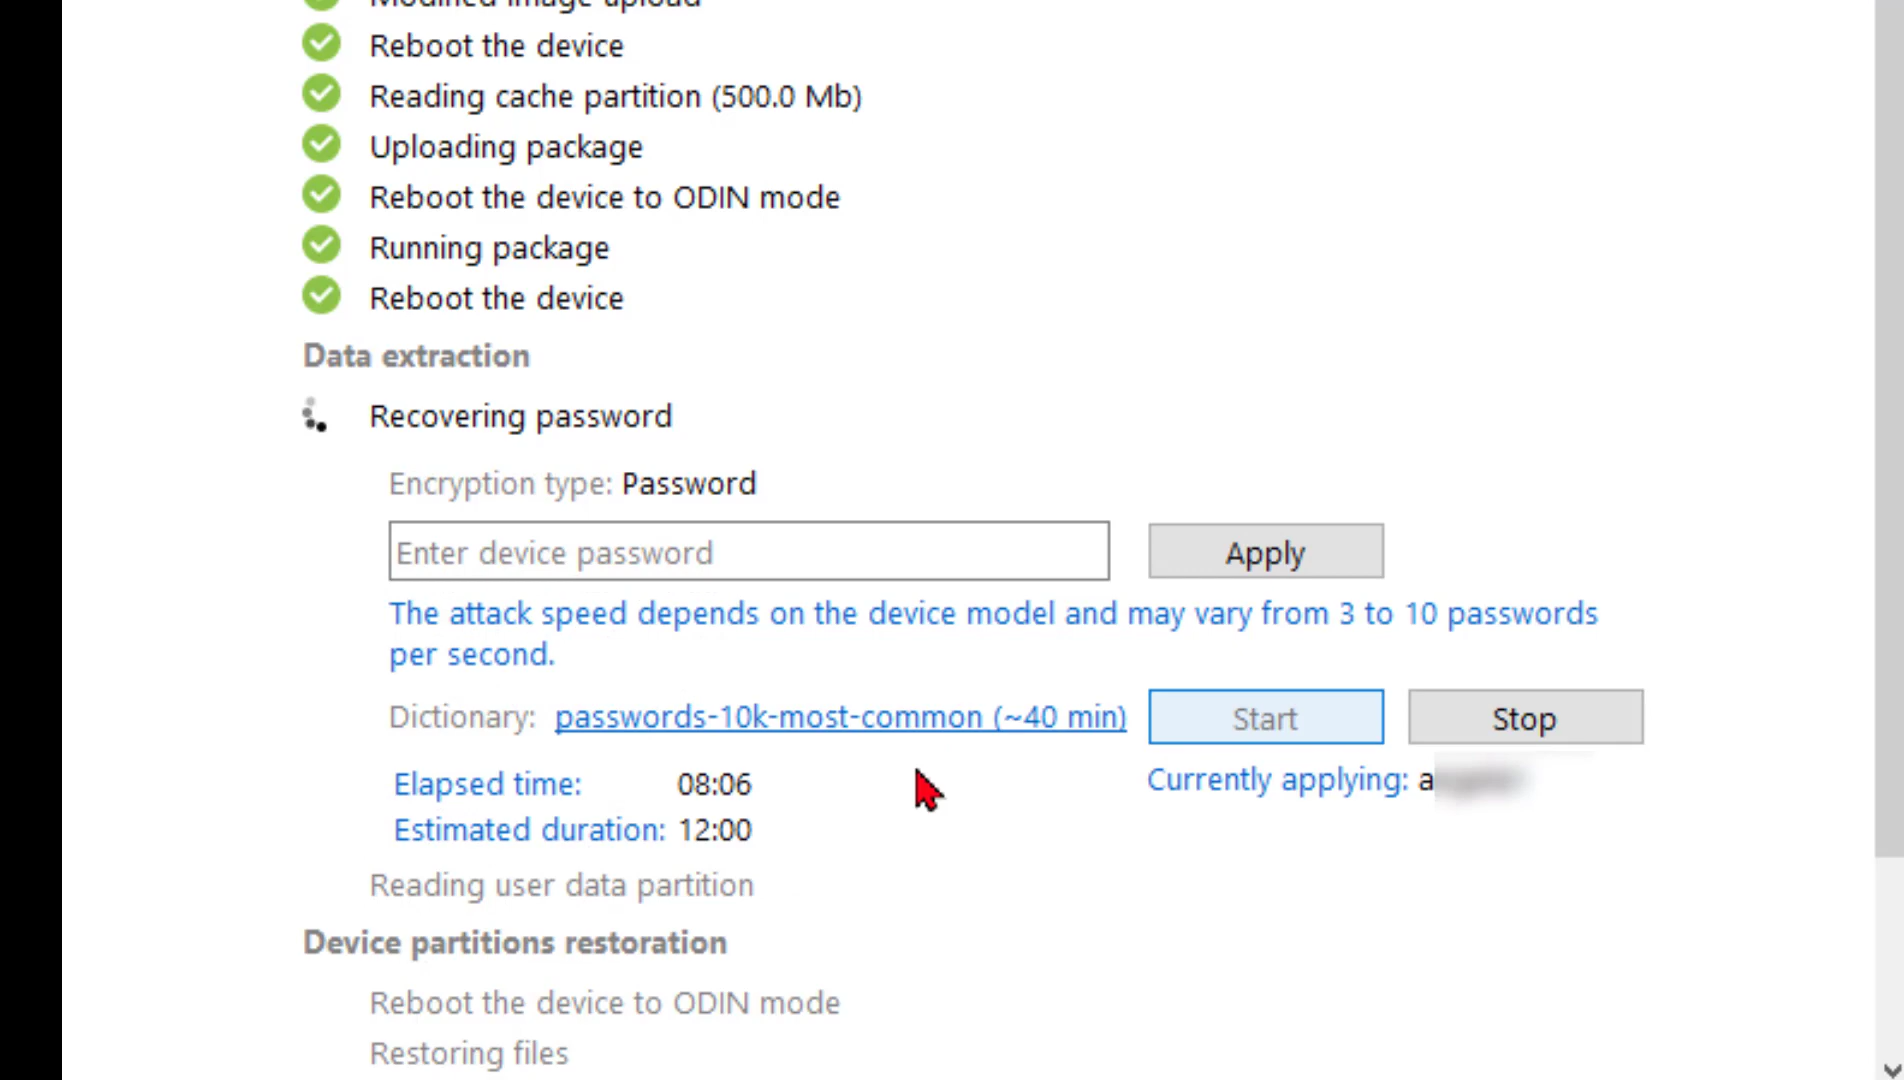 Modified image upload
Reboot the device
Reading cache partition (500.0 Mb)
Uploading package
Reboot the device to ODIN mode
Running package
Reboot the device
Data extraction
Recovering password
Encryption type: Password
Enter device password
Apply
The attack speed depends on the device model and may vary from 3 to 10 passwords
per second.
Dictionary: passwords-10k-most-common (~40 min)
Start
Stop
Elapsed time: 08:06
Currently applying: a
Estimated duration: 12:00
Reading user data partition
Device partitions restoration
Reboot the device to ODIN mode
Restoring files